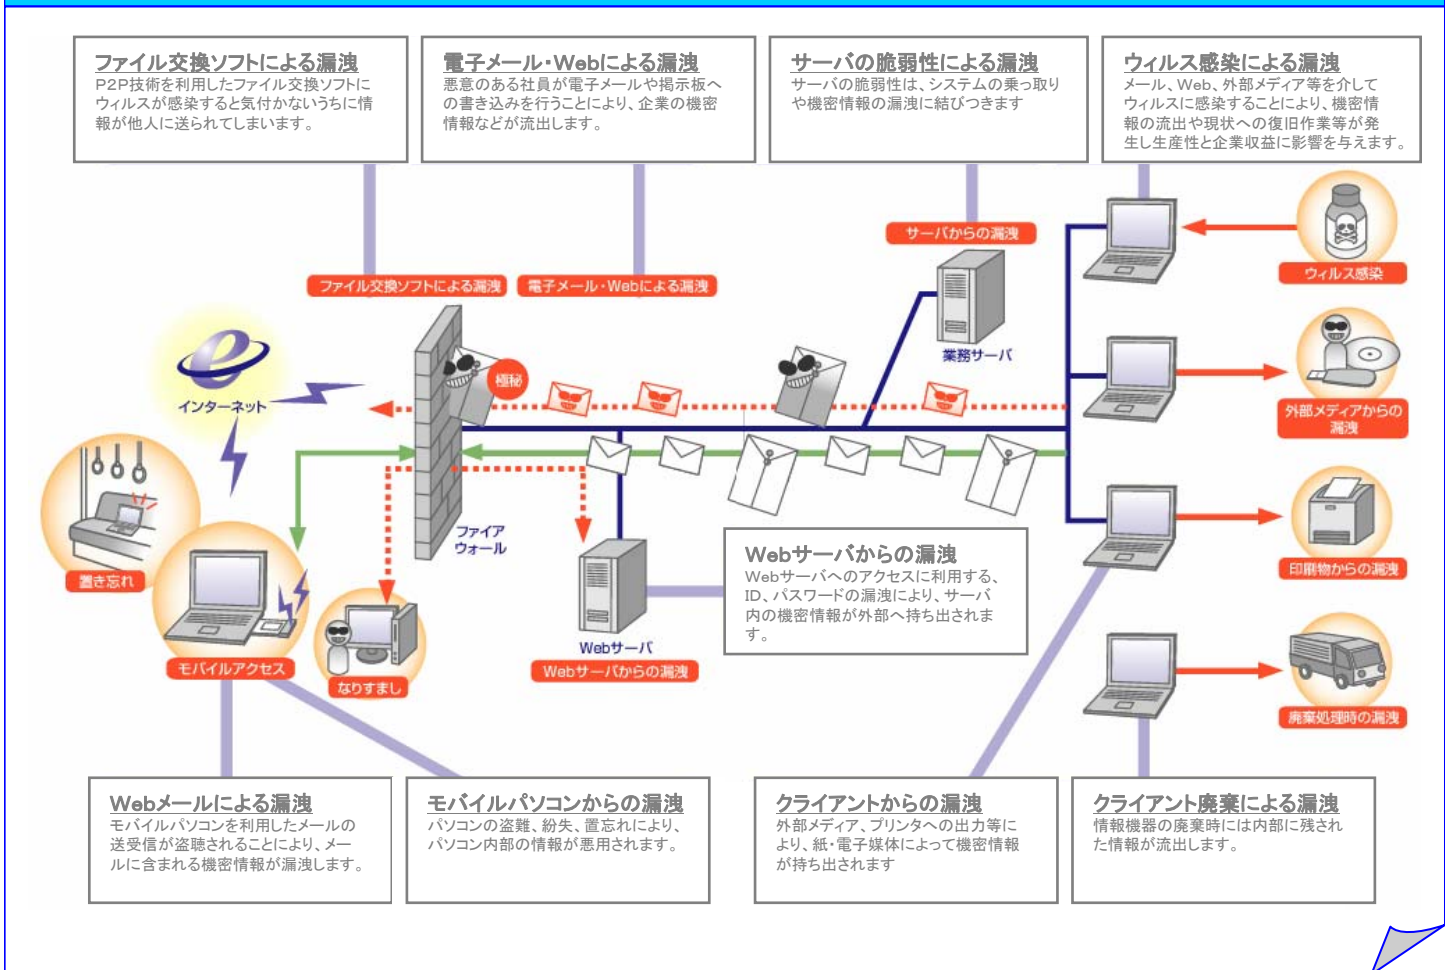 ファイル交換ソフトによる漏洩
P2P技術を利用したファイル交換ソフトに
ウィルスが感染すると気付かないうちに情
報が他人に送られてしまいます。
電子メール・Webによる漏洩
悪意のある社員が電子メールや掲示板へ
の書き込みを行うことにより、企業の機密
情報などが流出します。
サーバの脆弱性による漏洩
サーバの脆弱性は、システムの乗っ取り
や機密情報の漏洩に結びつきます
ウィルス感染による漏洩
メール、Web、外部メディア等を介して
ウィルスに感染することにより、機密情
報の流出や現状への復旧作業等が発
生し生産性と企業収益に影響を与えます。
サーバからの漏洩
ファイル交換ソフトによる漏洩
電子メール・Webによる漏洩
ウィルス感染
業務サーバ
極秘
インターネット
外部メディアからの
漏洩
ファイア
ウォール
置き忘れ
印刷物からの漏洩
Webサーバからの漏洩
Webサーバへのアクセスに利用する、
ID、パスワードの漏洩により、サーバ
内の機密情報が外部へ持ち出されま
す。
Webサーバ
Webサーバからの漏洩
モバイルアクセス
なりすまし
廃棄処理時の漏洩
Webメールによる漏洩
モバイルパソコンを利用したメールの
送受信が盗聴されることにより、メー
ルに含まれる機密情報が漏洩します。
モバイルパソコンからの漏洩
パソコンの盗難、紛失、置忘れにより、
パソコン内部の情報が悪用されます。
クライアントからの漏洩
外部メディア、プリンタへの出力等に
より、紙・電子媒体によって機密情報
が持ち出されます
クライアント廃棄による漏洩
情報機器の廃棄時には内部に残され
た情報が流出します。